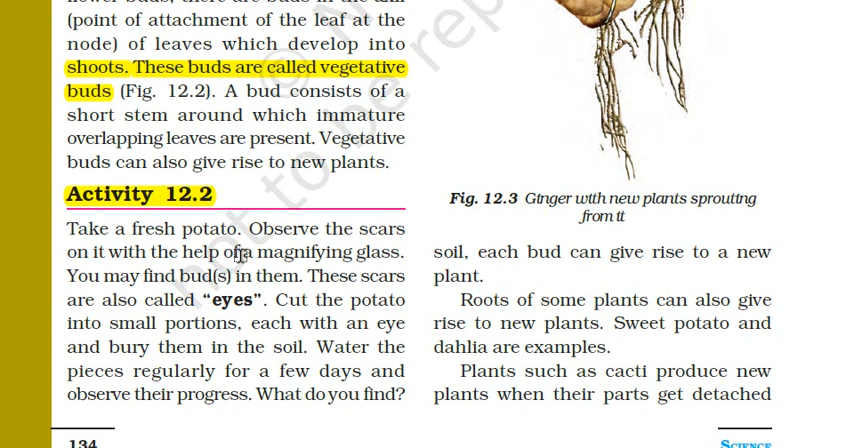 (point of attachment of the leaf at the
node) of leaves which develop into
shoots. These buds are called vegetative
buds (Fig. 12.2). A bud consists of a
short stem around which immature
overlapping leaves are present. Vegetative
buds can also give rise to new plants.
Activity 12.2
Take a fresh potato. Observe the scars
on it with the help of a magnifying glass.
You may find bud(s) in them. These scars
are also called “eyes”. Cut the potato
into small portions, each with an eye
and bury them in the soil. Water the
pieces regularly for a few days and
observe their progress. What do you find?
Fig. 12.3 Ginger with new plants sprouting
from it
soil, each bud can give rise to a new
plant.
Roots of some plants can also give
rise to new plants. Sweet potato and
dahlia are examples.
Plants such as cacti produce new
plants when their parts get detached
134
SCIENCE
not to be rep